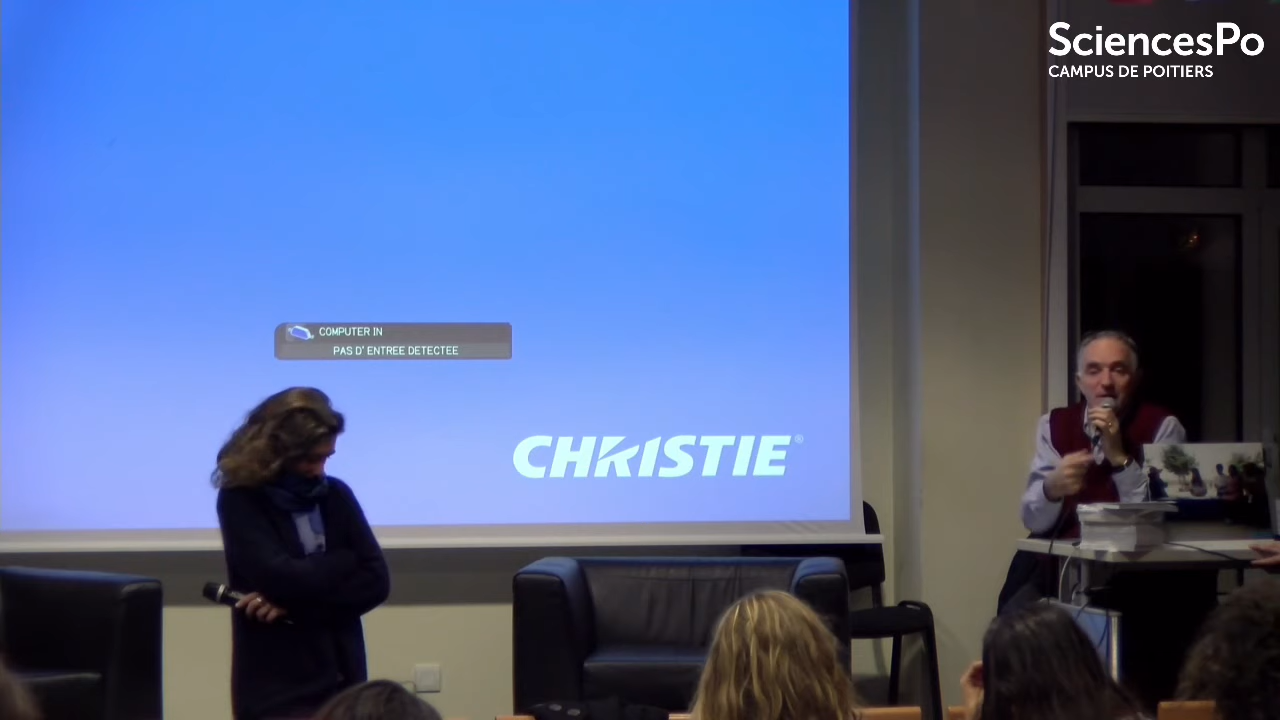 SciencesPo
CAMPUS DE POITIERS
COMPUTER IN
PAS D' ENTREE DETECTEE
CHRISTIE®